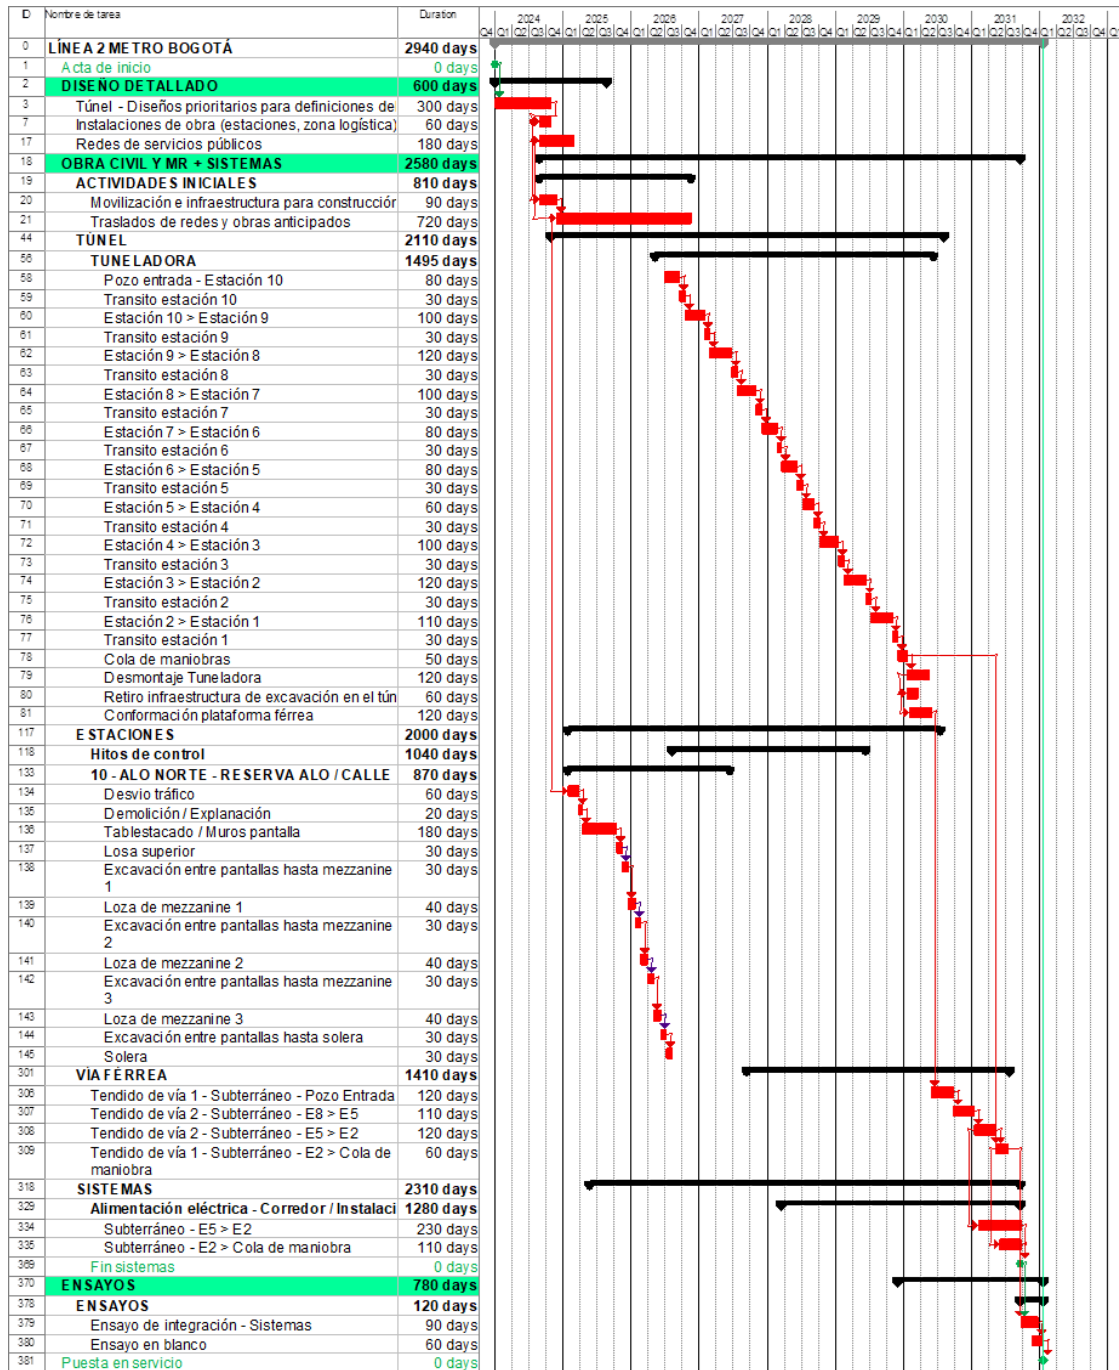 ID Nombre de tarea Duration 2024 2025 2026 2027 2028 2029 2030 2031 2032
Q4 Q1 Q2 Q3 Q4 Q1 Q2 Q3 Q4 Q1 Q2 Q3 Q4 Q1 Q2 Q3 Q4 Q1 Q2 Q3 Q4 Q1 Q2 Q3 Q4 Q1 Q2 Q3 Q4 Q1 Q2 Q3 Q4 Q1 Q2 Q3 Q4 Q1
0 LÍNEA 2 METRO BOGOTÁ 2940 days
1 Acta de inicio 0 days
2 DISEÑO DETALLADO 600 days
3 Túnel - Diseños prioritarios para definiciones de 300 days
7 Instalaciones de obra (estaciones, zona logística) 60 days
17 Redes de servicios públicos 180 days
18 OBRA CIVIL Y MR + SISTEMAS 2580 days
19 ACTIVIDADES INICIALES 810 days
20 Movilización e infraestructura para construcción 90 days
21 Traslados de redes y obras anticipados 720 days
44 TÚNEL 2110 days
56 TUNELADORA 1495 days
58 Pozo entrada - Estación 10 80 days
59 Transito estación 10 30 days
60 Estación 10 > Estación 9 100 days
61 Transito estación 9 30 days
62 Estación 9 > Estación 8 120 days
63 Transito estación 8 30 days
64 Estación 8 > Estación 7 100 days
65 Transito estación 7 30 days
66 Estación 7 > Estación 6 80 days
67 Transito estación 6 30 days
68 Estación 6 > Estación 5 80 days
69 Transito estación 5 30 days
70 Estación 5 > Estación 4 60 days
71 Transito estación 4 30 days
72 Estación 4 > Estación 3 100 days
73 Transito estación 3 30 days
74 Estación 3 > Estación 2 120 days
75 Transito estación 2 30 days
76 Estación 2 > Estación 1 110 days
77 Transito estación 1 30 days
78 Cola de maniobras 50 days
79 Desmontaje Tuneladora 120 days
80 Retiro infraestructura de excavación en el tún 60 days
81 Conformación plataforma férrea 120 days
117 ESTACIONES 2000 days
118 Hitos de control 1040 days
133 10 - ALO NORTE - RESERVA ALO / CALLE 870 days
134 Desvio tráfico 60 days
135 Demolición / Explanación 20 days
136 Tablestacado / Muros pantalla 180 days
137 Losa superior 30 days
138 Excavación entre pantallas hasta mezzanine 30 days
1
139 Loza de mezzanine 1 40 days
140 Excavación entre pantallas hasta mezzanine 30 days
2
141 Loza de mezzanine 2 40 days
142 Excavación entre pantallas hasta mezzanine 30 days
3
143 Loza de mezzanine 3 40 days
144 Excavación entre pantallas hasta solera 30 days
145 Solera 30 days
301 VÍA FÉRREA 1410 days
306 Tendido de vía 1 - Subterráneo - Pozo Entrada 120 days
307 Tendido de vía 2 - Subterráneo - E8 > E5 110 days
308 Tendido de vía 2 - Subterráneo - E5 > E2 120 days
309 Tendido de vía 1 - Subterráneo - E2 > Cola de 60 days
maniobra
318 SISTEMAS 2310 days
329 Alimentación eléctrica - Corredor / Instalaci 1280 days
334 Subterráneo - E5 > E2 230 days
335 Subterráneo - E2 > Cola de maniobra 110 days
369 Fin sistemas 0 days
370 ENSAYOS 780 days
378 ENSAYOS 120 days
379 Ensayo de integración - Sistemas 90 days
380 Ensayo en blanco 60 days
381 Puesta en servicio 0 days